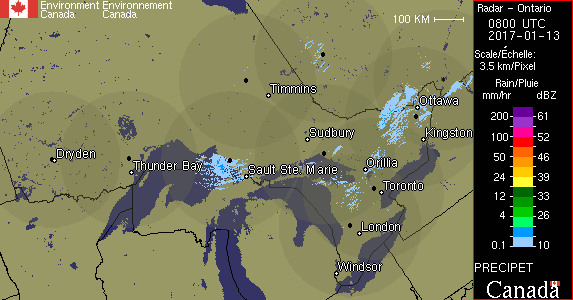 Environment Environnement
Canada Canada
100 KM
Timmins
Ottawa
Sudbury
Kingston
Dryden
Thunder Bay
Sault Ste. Marie
Orillia
Toronto
London
Windsor
Radar - Ontario
0800 UTC
2017-01-13
Scale/Échelle:
3.5 km/Pixel
Rain/Pluie
mm/hr dBZ
200 61
100 52
50 46
24 39
12 33
4 26
1 18
0.1 10
PRECIPET
Canada